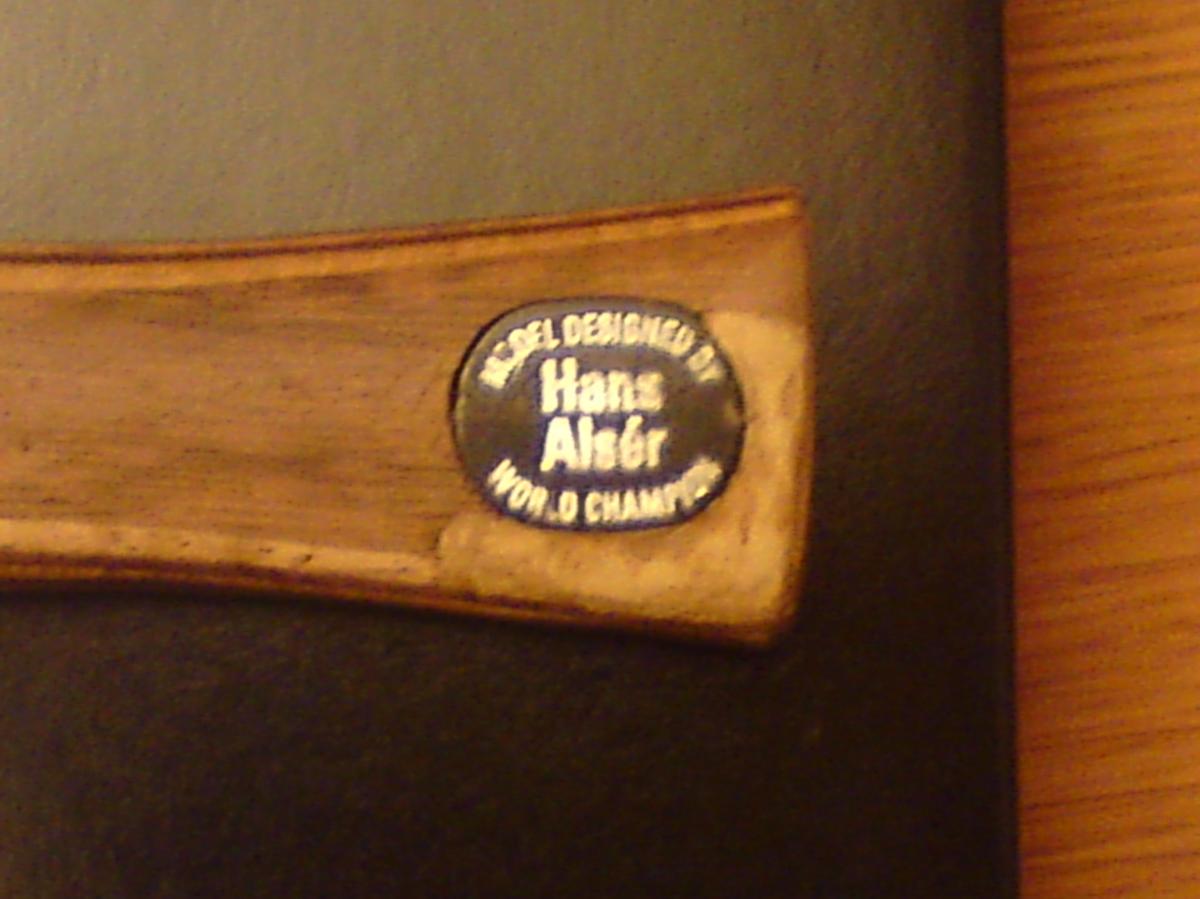 MODEL DESIGNED BY
Hans
Alsér
WORLD CHAMPION